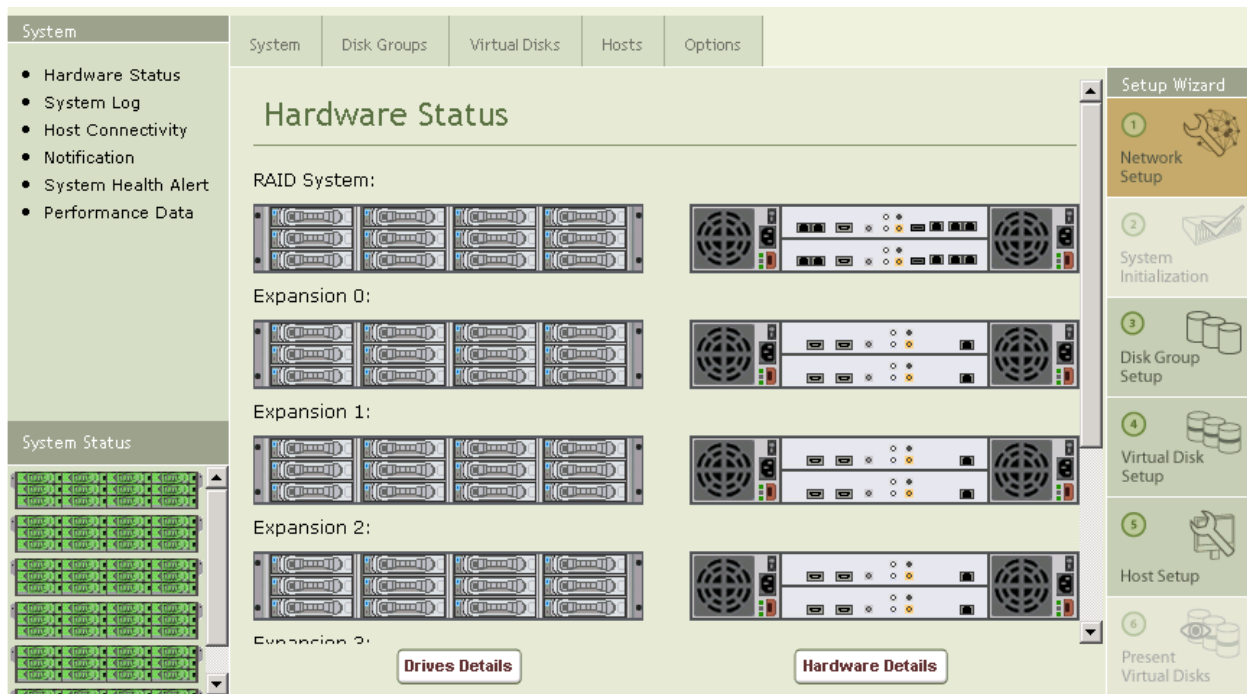 System
Hardware Status
System Log
Host Connectivity
Notification
System Health Alert
Performance Data
System Status
System
Disk Groups
Virtual Disks
Hosts
Options
Hardware Status
RAID System:
Expansion 0:
Expansion 1:
Expansion 2:
Expansion 3:
Drives Details
Hardware Details
Setup Wizard
1
Network
Setup
2
System
Initialization
3
Disk Group
Setup
4
Virtual Disk
Setup
5
Host Setup
6
Present
Virtual Disks